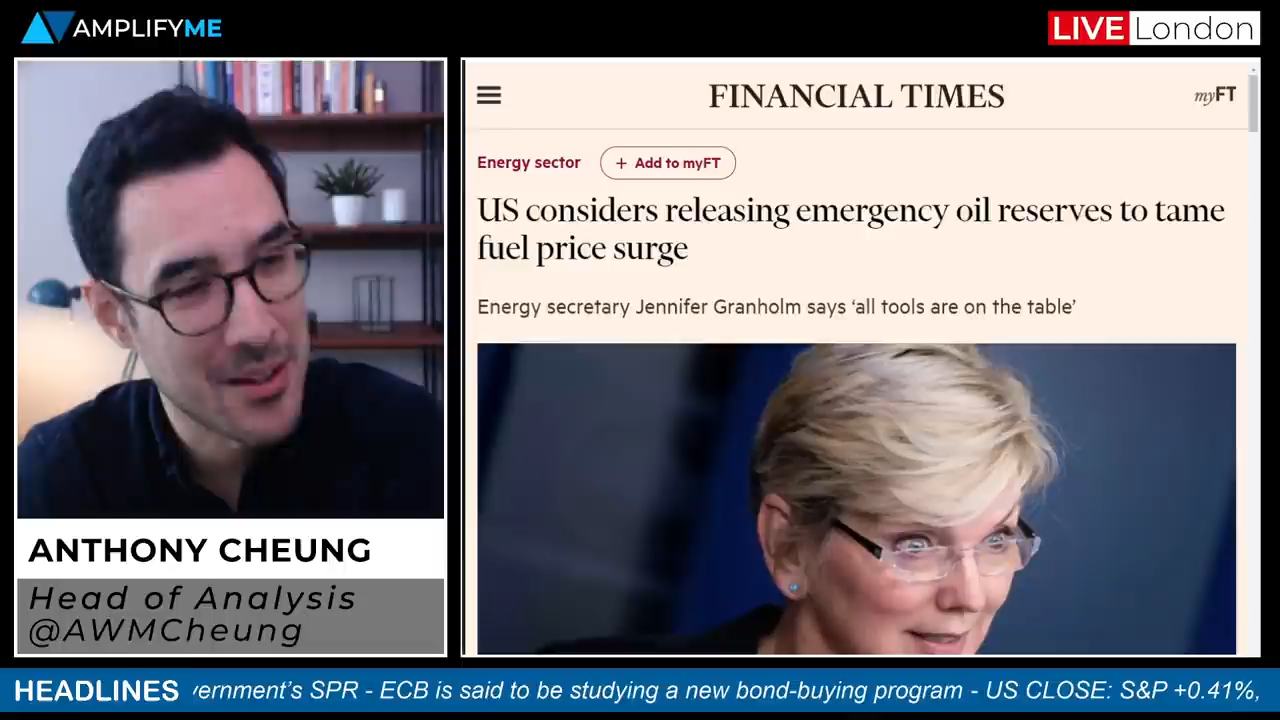 AMPLIFYME
LIVE London
FINANCIAL TIMES
myFT
Energy sector
+ Add to myFT
US considers releasing emergency oil reserves to tame
fuel price surge
Energy secretary Jennifer Granholm says ‘all tools are on the table’
ANTHONY CHEUNG
Head of Analysis
@AWMCheung
HEADLINES
SPR - ECB is said to be studying a new bond-buying program - US CLOSE: S&P +0.41%,